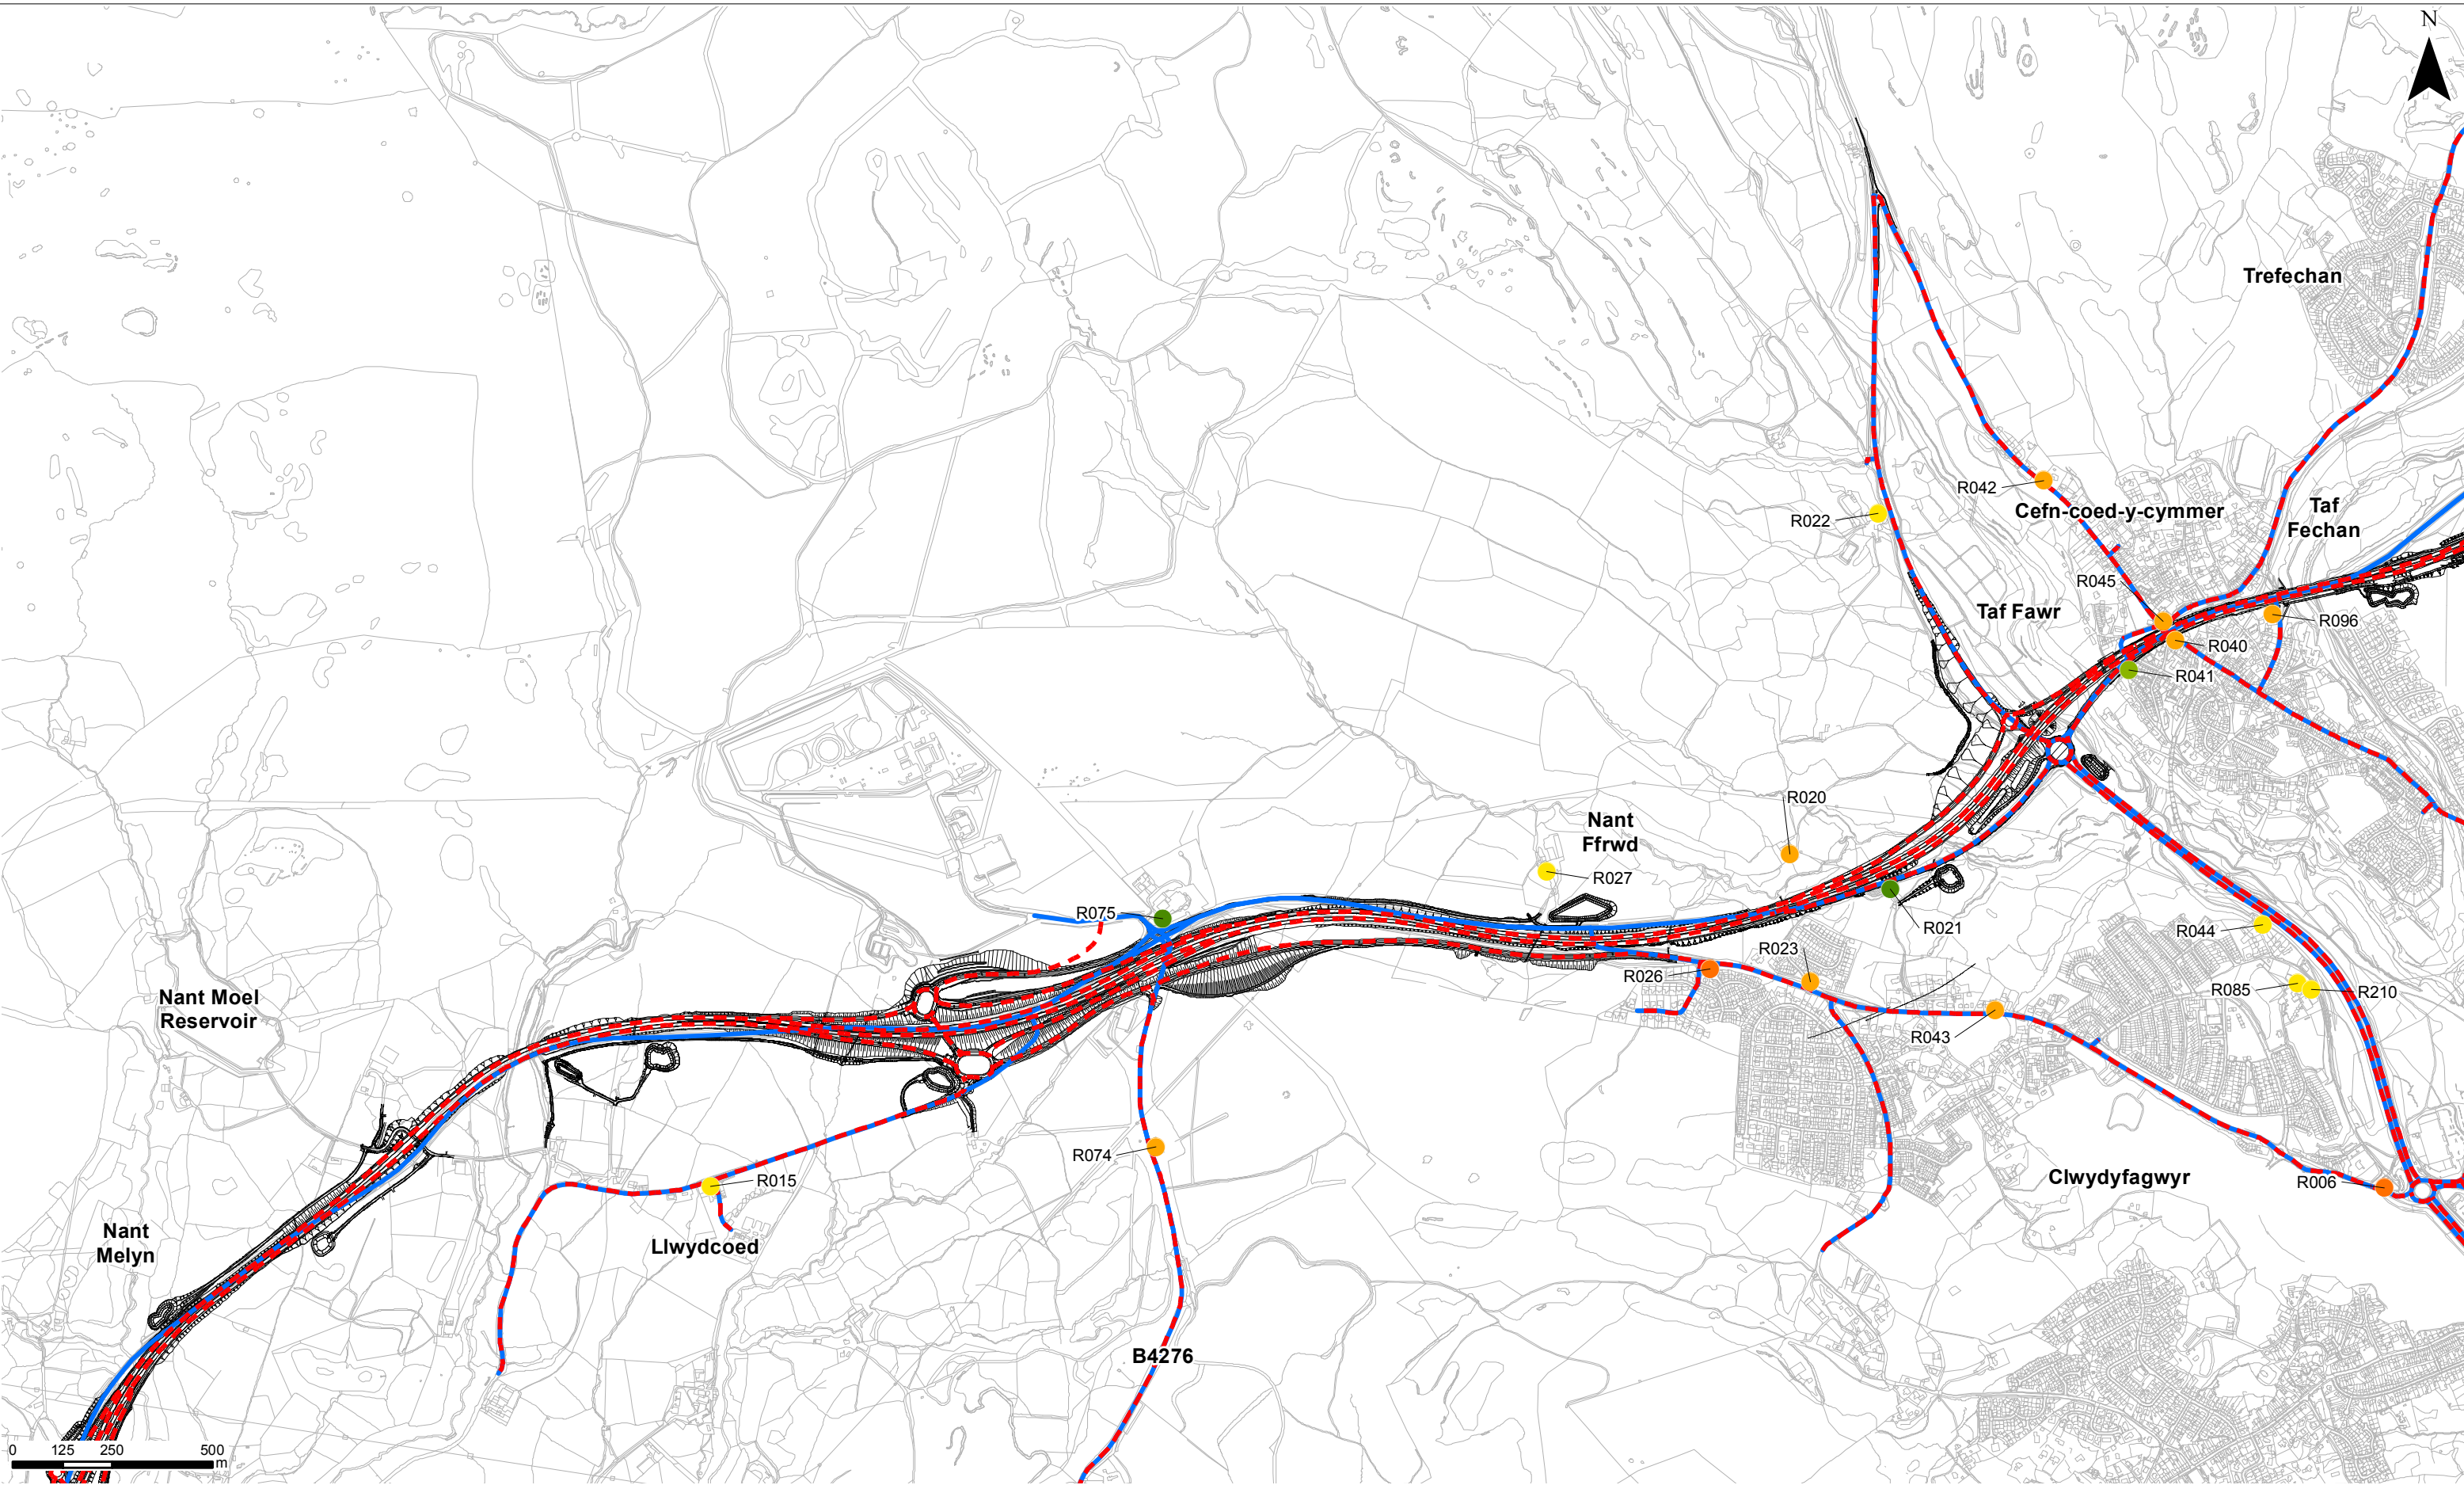 N
Trefechan
R042
Cefn-coed-y-cymmer
Taf
Fechan
R022
R045
Taf Fawr
R096
R040
R041
R020
Nant
Ffrwd
R027
R075
R021
R044
R023
R026
R085
R210
Nant Moel
Reservoir
R043
R074
R015
Clwydyfagwyr
R006
Nant
Melyn
Llwydcoed
B4276
0 125 250 500
m